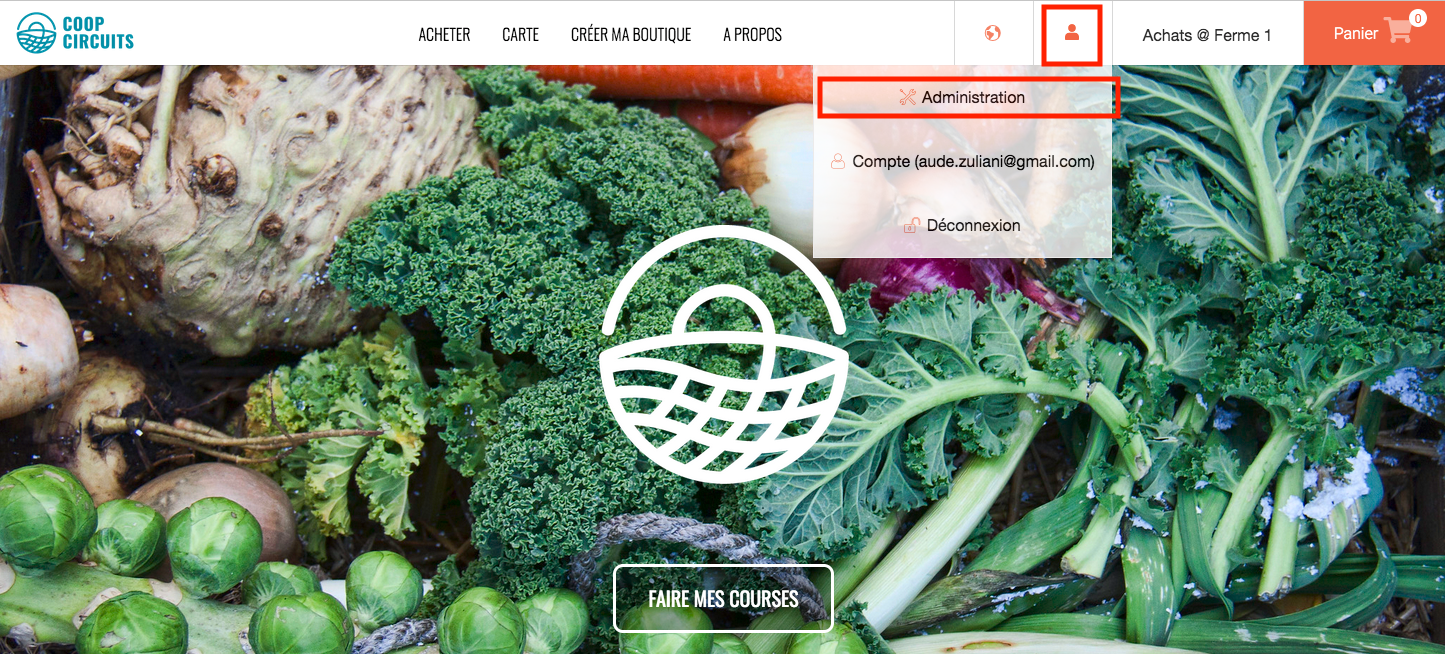 COOP
CIRCUITS
ACHETER
CARTE
CRÉER MA BOUTIQUE
A PROPOS
Achats @ Ferme 1
Panier
0
Administration
Compte (aude.zuliani@gmail.com)
Déconnexion
FAIRE MES COURSES